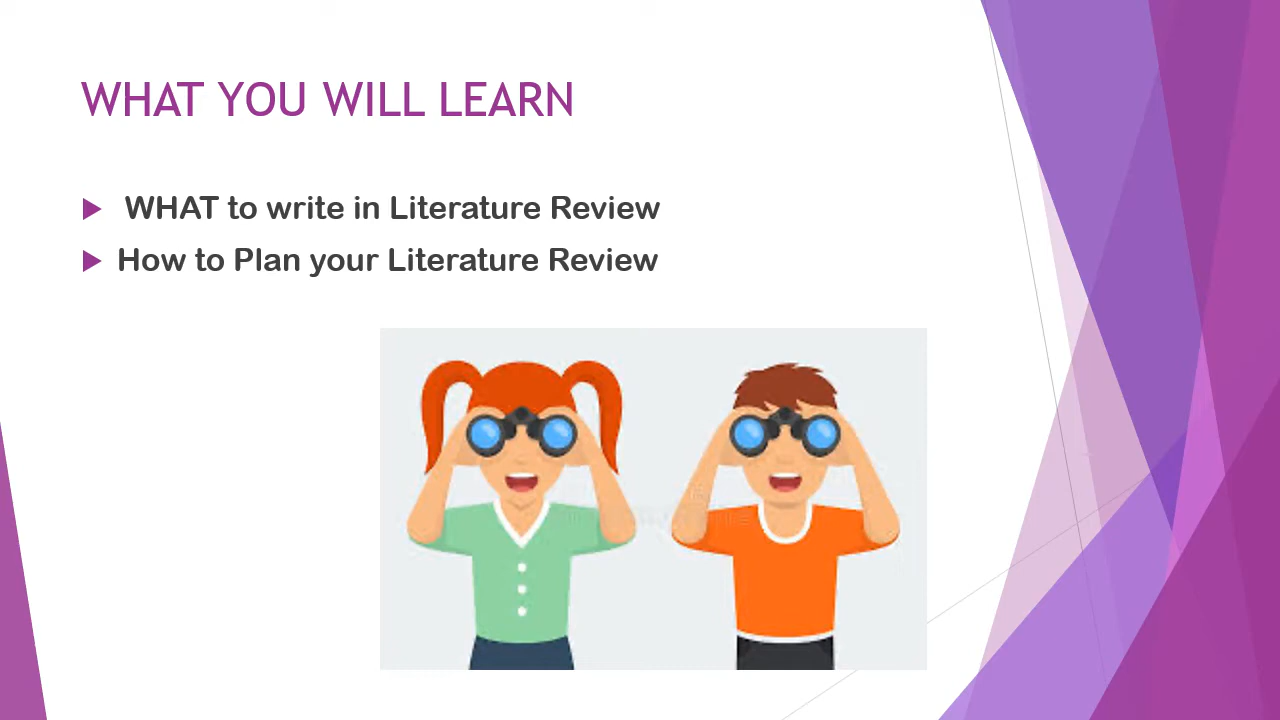 WHAT YOU WILL LEARN
WHAT to write in Literature Review
How to Plan your Literature Review